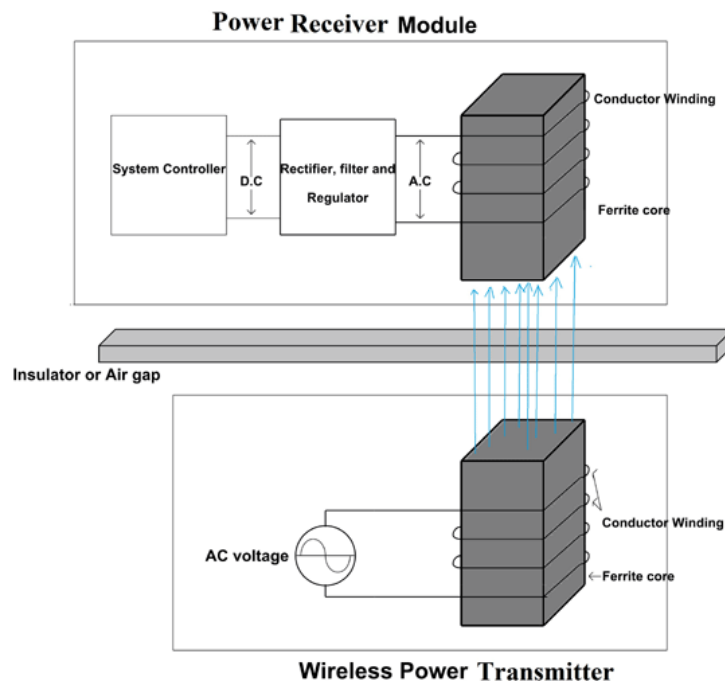 Power Receiver Module
Conductor Winding
System Controller
D.C
Rectifier, filter and
Regulator
A.C
Ferrite core
Insulator or Air gap
AC voltage
Conductor Winding
Ferrite core
Wireless Power Transmitter